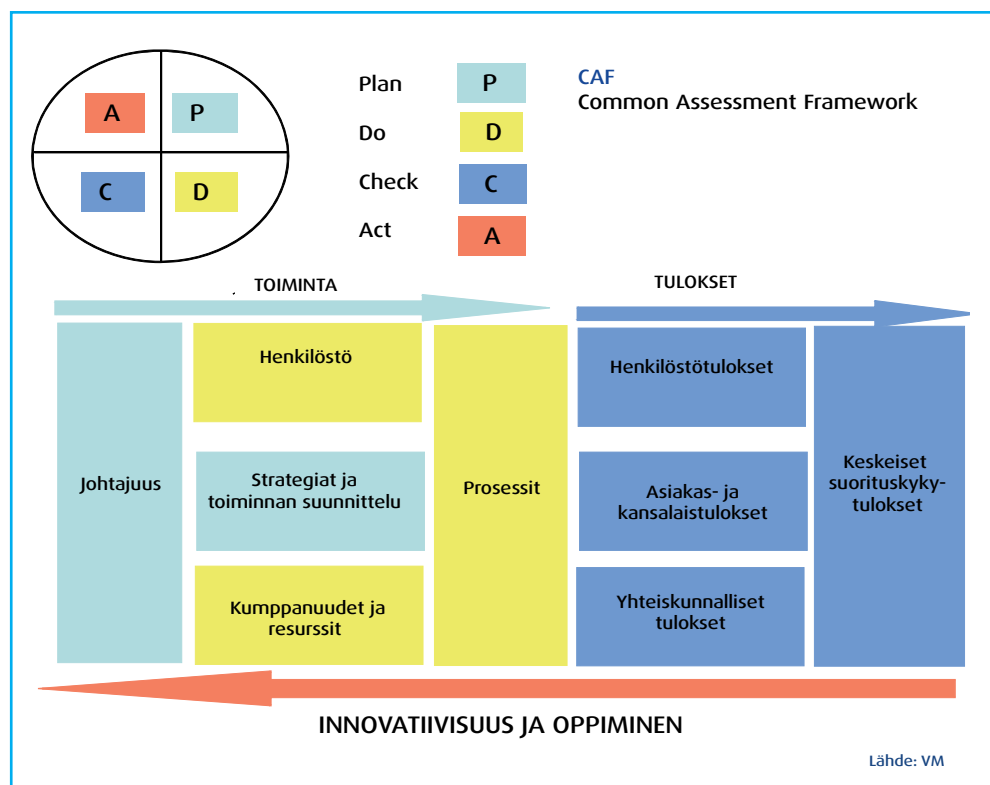 A
P
C
D
Plan P
Do D
Check C
Act A
CAF
Common Assessment Framework
TOIMINTA
TULOKSET
Johtajuus
Henkilöstö
Strategiat ja
toiminnan suunnittelu
Kumppanuudet ja
resurssit
Prosessit
Henkilöstötulokset
Asiakas- ja
kansalaistulokset
Yhteiskunnalliset
tulokset
Keskeiset
suorituskyky-
tulokset
INNOVATIIVISUUS JA OPPIMINEN
Lähde: VM